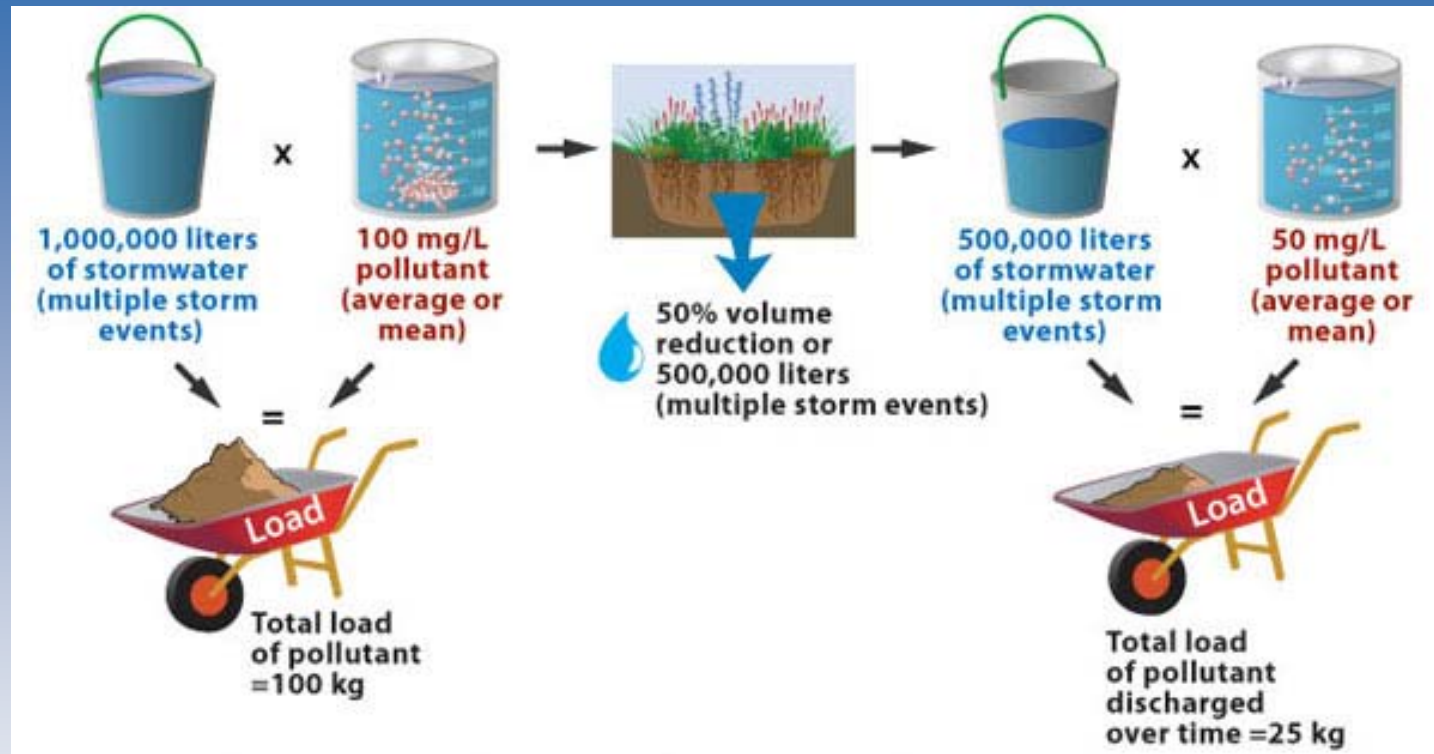 x
1,000,000 liters
of stormwater
(multiple storm
events)
100 mg/L
pollutant
(average or
mean)
=
Load
Total load
of pollutant
=100 kg
50% volume
reduction or
500,000 liters
(multiple storm events)
x
500,000 liters
of stormwater
(multiple storm
events)
50 mg/L
pollutant
(average or
mean)
=
Load
Total load
of pollutant
discharged
over time =25 kg